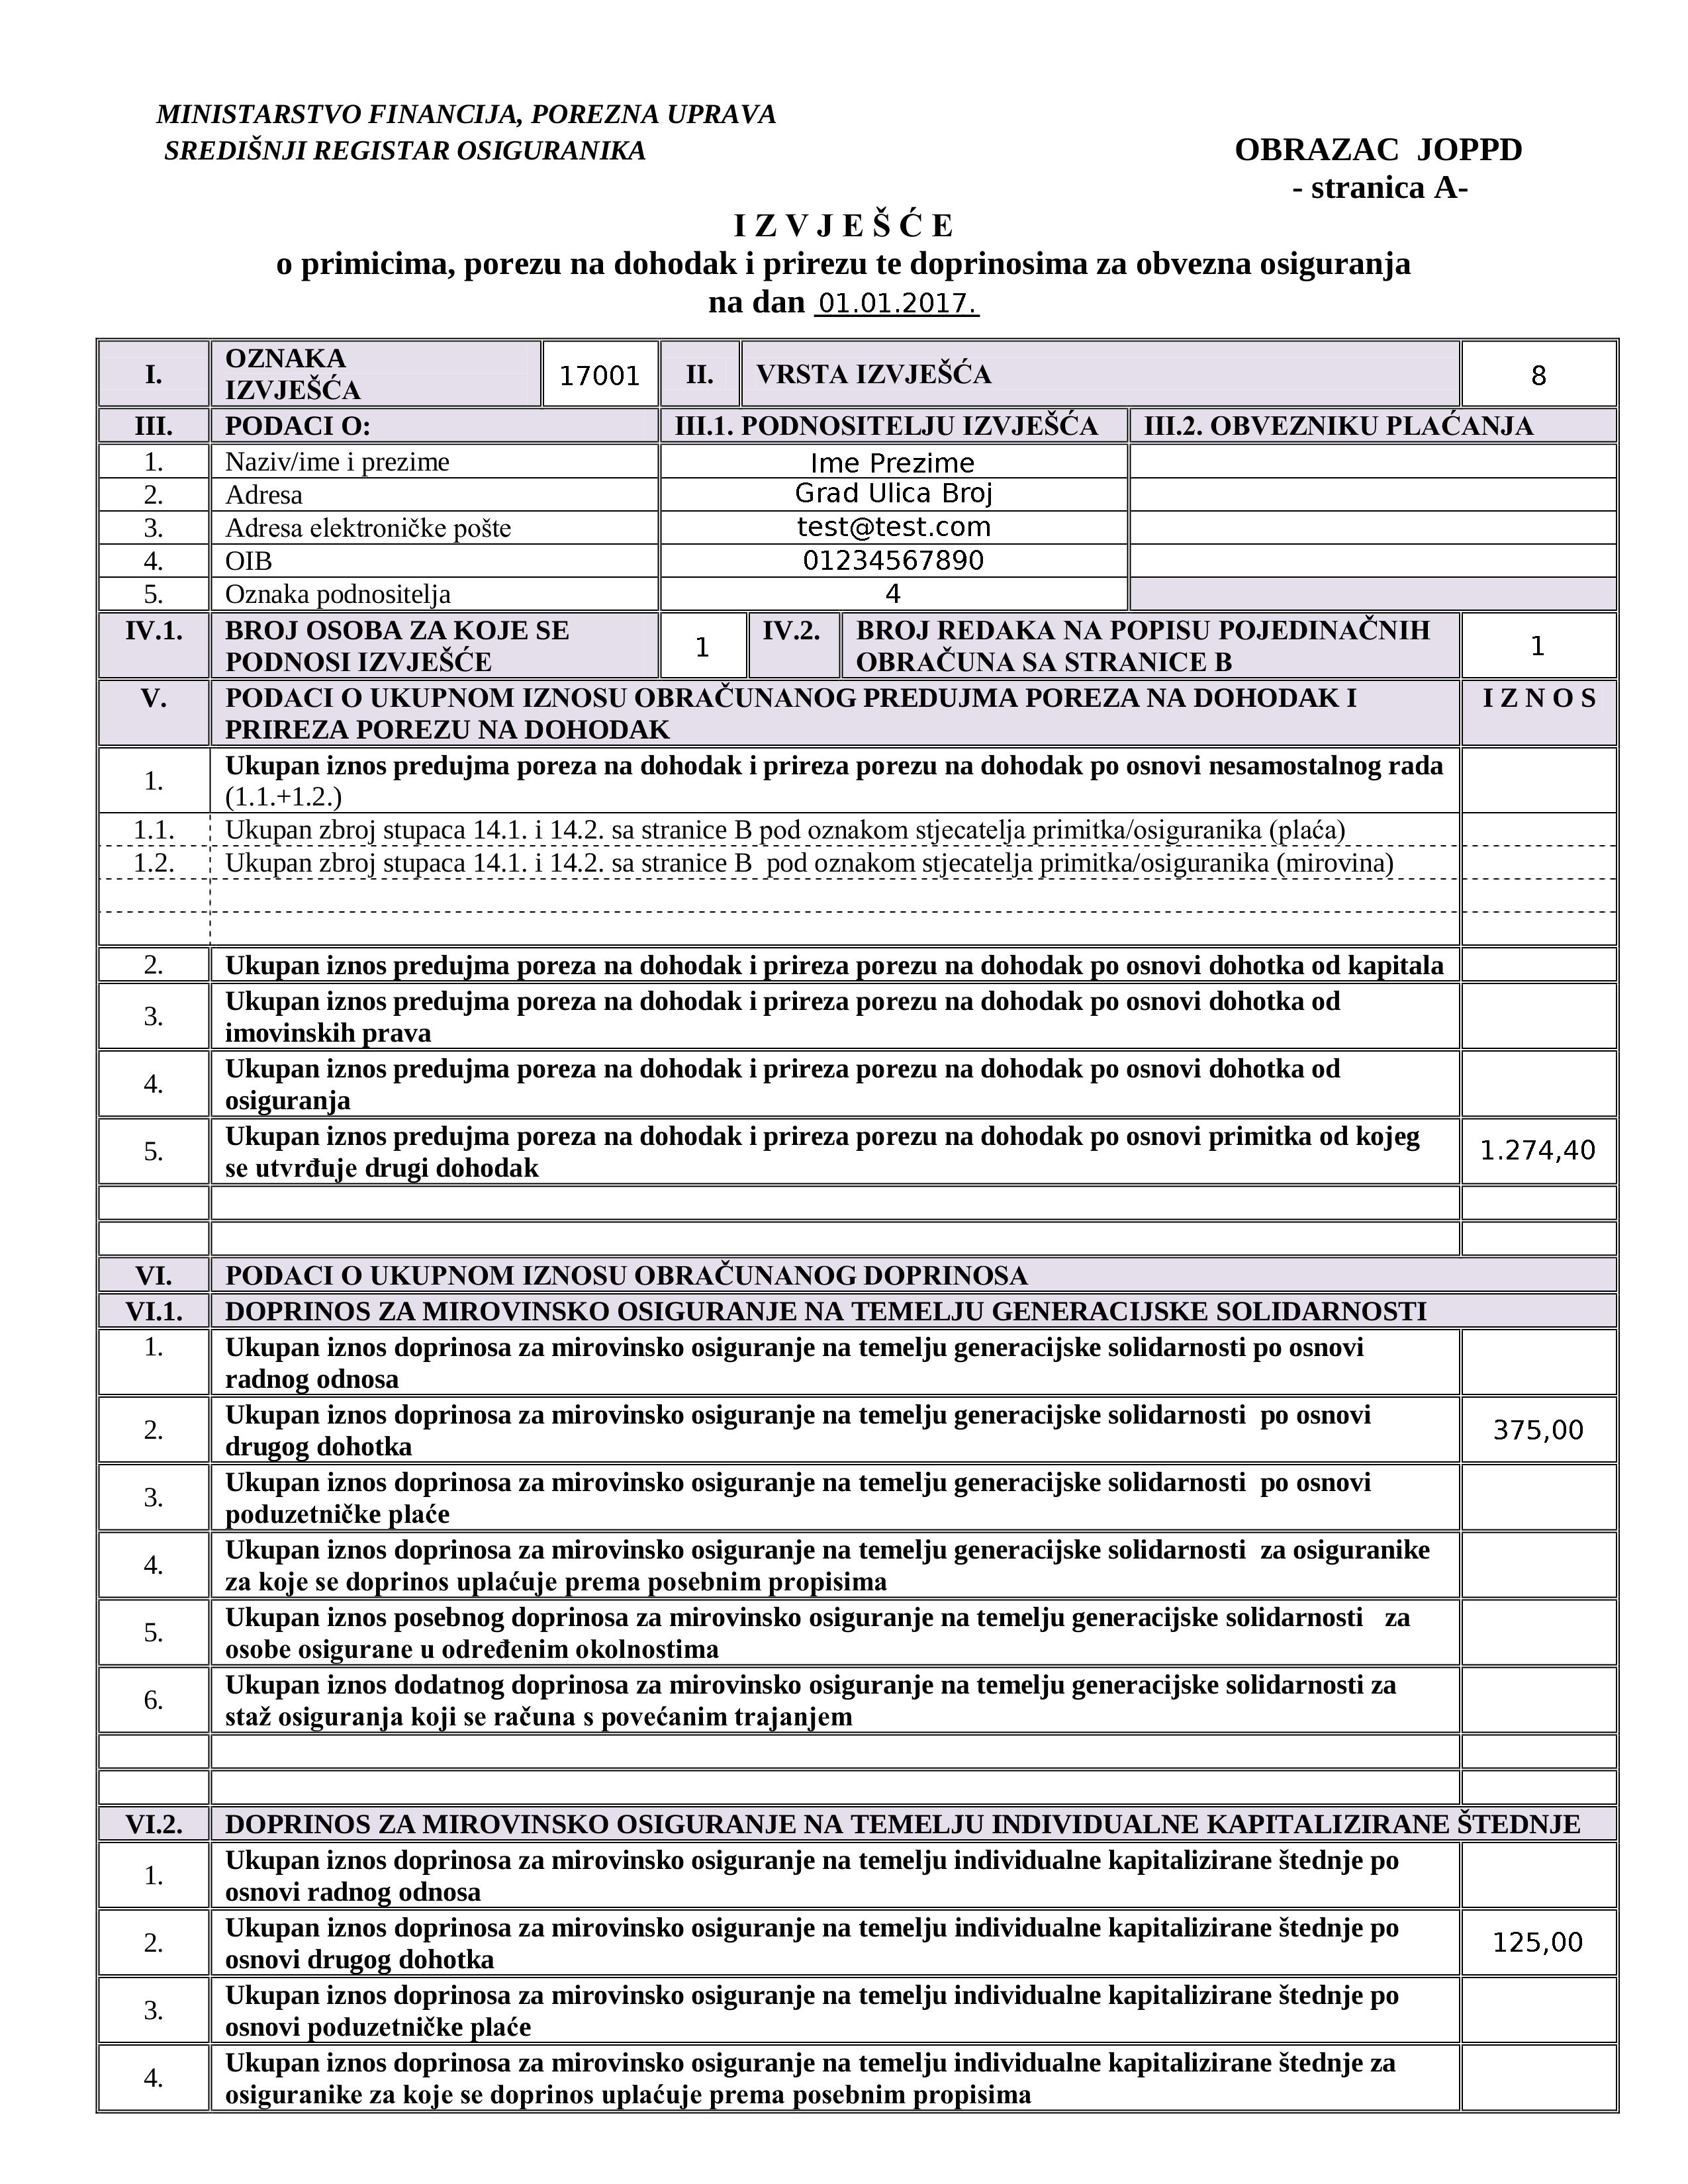 MINISTARSTVO FINANCIJA, POREZNA UPRAVA
SREDIŠNJI REGISTAR OSIGURANIKA
OBRAZAC JOPPD
- stranica A-
I Z V J E Š Ć E
o primicima, porezu na dohodak i prirezu te doprinosima za obvezna osiguranja
na dan 01.01.2017.
I. OZNAKA
IZVJEŠĆA
17001
II. VRSTA IZVJEŠĆA 8
III. PODACI O: III.1. PODNOSITELJU IZVJEŠĆA III.2. OBVEZNIKU PLAĆANJA
1. Naziv/ime i prezime Ime Prezime
2. Adresa Grad Ulica Broj
3. Adresa elektroničke pošte test@test.com
4. OIB 01234567890
5. Oznaka podnositelja 4
IV.1. BROJ OSOBA ZA KOJE SE
PODNOSI IZVJEŠĆE
1
IV.2. BROJ REDAKA NA POPISU POJEDINAČNIH
OBRAČUNA SA STRANICE B
1
V. PODACI O UKUPNOM IZNOSU OBRAČUNANOG PREDUJMA POREZA NA DOHODAK I
PRIREZA POREZU NA DOHODAK
I Z N O S
1. Ukupan iznos predujma poreza na dohodak i prireza porezu na dohodak po osnovi nesamostalnog rada
(1.1.+1.2.)
1.1. Ukupan zbroj stupaca 14.1. i 14.2. sa stranice B pod oznakom stjecatelja primitka/osiguranika (plaća)
1.2. Ukupan zbroj stupaca 14.1. i 14.2. sa stranice B pod oznakom stjecatelja primitka/osiguranika (mirovina)
2. Ukupan iznos predujma poreza na dohodak i prireza porezu na dohodak po osnovi dohotka od kapitala
3. Ukupan iznos predujma poreza na dohodak i prireza porezu na dohodak po osnovi dohotka od
imovinskih prava
4. Ukupan iznos predujma poreza na dohodak i prireza porezu na dohodak po osnovi dohotka od
osiguranja
5. Ukupan iznos predujma poreza na dohodak i prireza porezu na dohodak po osnovi primitka od kojeg
se utvrđuje drugi dohodak
1.274,40
VI. PODACI O UKUPNOM IZNOSU OBRAČUNANOG DOPRINOSA
VI.1. DOPRINOS ZA MIROVINSKO OSIGURANJE NA TEMELJU GENERACIJSKE SOLIDARNOSTI
1. Ukupan iznos doprinosa za mirovinsko osiguranje na temelju generacijske solidarnosti po osnovi
radnog odnosa
2. Ukupan iznos doprinosa za mirovinsko osiguranje na temelju generacijske solidarnosti po osnovi
drugog dohotka
375,00
3. Ukupan iznos doprinosa za mirovinsko osiguranje na temelju generacijske solidarnosti po osnovi
poduzetničke plaće
4. Ukupan iznos doprinosa za mirovinsko osiguranje na temelju generacijske solidarnosti za osiguranike
za koje se doprinos uplaćuje prema posebnim propisima
5. Ukupan iznos posebnog doprinosa za mirovinsko osiguranje na temelju generacijske solidarnosti za
osobe osigurane u određenim okolnostima
6. Ukupan iznos dodatnog doprinosa za mirovinsko osiguranje na temelju generacijske solidarnosti za
staž osiguranja koji se računa s povećanim trajanjem
VI.2. DOPRINOS ZA MIROVINSKO OSIGURANJE NA TEMELJU INDIVIDUALNE KAPITALIZIRANE ŠTEDNJE
1. Ukupan iznos doprinosa za mirovinsko osiguranje na temelju individualne kapitalizirane štednje po
osnovi radnog odnosa
2. Ukupan iznos doprinosa za mirovinsko osiguranje na temelju individualne kapitalizirane štednje po
osnovi drugog dohotka
125,00
3. Ukupan iznos doprinosa za mirovinsko osiguranje na temelju individualne kapitalizirane štednje po
osnovi poduzetničke plaće
4. Ukupan iznos doprinosa za mirovinsko osiguranje na temelju individualne kapitalizirane štednje za
osiguranike za koje se doprinos uplaćuje prema posebnim propisima